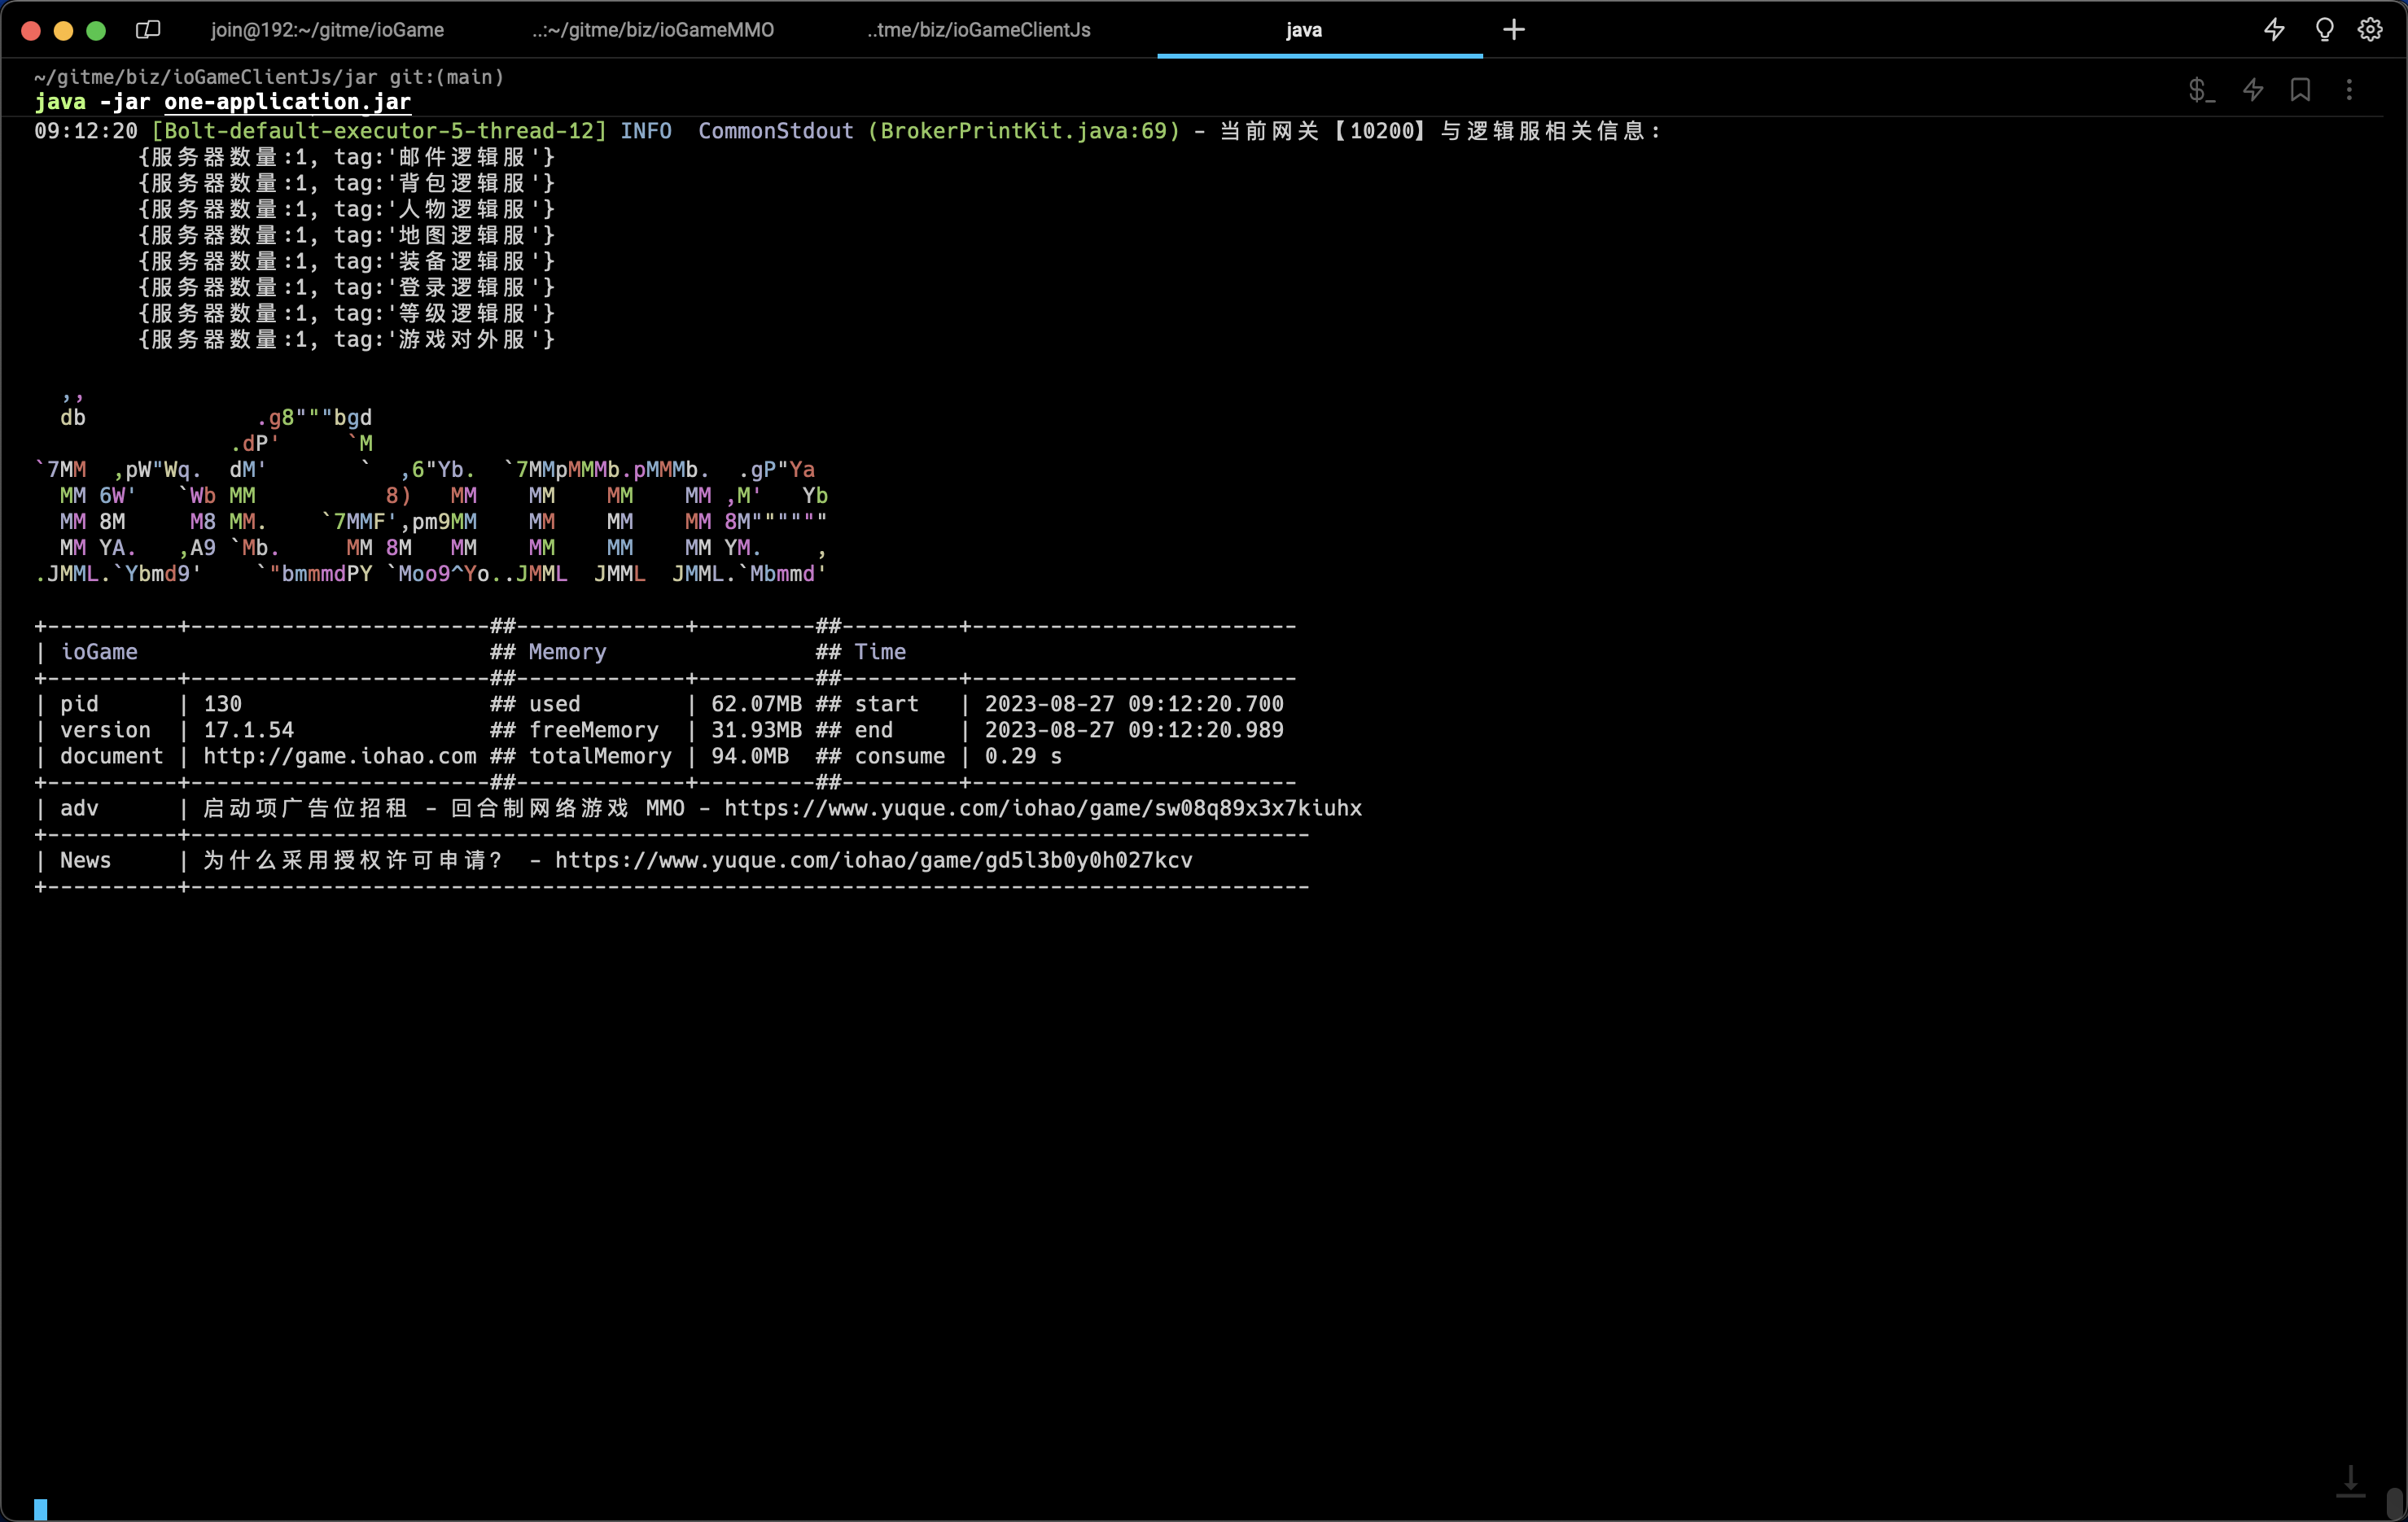 join@192:~/gitme/ioGame ..:~/gitme/biz/ioGameMMO ..tme/biz/ioGameClientJs java +
~/gitme/biz/ioGameClientJs/jar git:(main)
java -jar one-application.jar
$_
09:12:20 [Bolt-default-executor-5-thread-12] INFO  CommonStdout (BrokerPrintKit.java:69) - 当前网关【10200】与逻辑服相关信息:
        {服务器数量:1, tag:'邮件逻辑服'}
        {服务器数量:1, tag:'背包逻辑服'}
        {服务器数量:1, tag:'人物逻辑服'}
        {服务器数量:1, tag:'地图逻辑服'}
        {服务器数量:1, tag:'装备逻辑服'}
        {服务器数量:1, tag:'登录逻辑服'}
        {服务器数量:1, tag:'等级逻辑服'}
        {服务器数量:1, tag:'游戏对外服'}
  ,,
  db             .g8"""bgd
               .dP'     `M
`7MM  ,pW"Wq.  dM'       `  ,6"Yb.  `7MMpMMMb.pMMMb.  .gP"Ya
  MM 6W'   `Wb MM          8)   MM    MM    MM    MM ,M'   Yb
  MM 8M     M8 MM.    `7MMF',pm9MM    MM    MM    MM 8M""""""
  MM YA.   ,A9 `Mb.     MM 8M   MM    MM    MM    MM YM.    ,
.JMML.`Ybmd9'    `"bmmmdPY `Moo9^Yo..JMML  JMML  JMML.`Mbmmd'
+----------+-----------------------##-------------+---------##---------+-------------------------
| ioGame                           ## Memory                ## Time
+----------+-----------------------##-------------+---------##---------+-------------------------
| pid      | 130                   ## used        | 62.07MB ## start   | 2023-08-27 09:12:20.700
| version  | 17.1.54               ## freeMemory  | 31.93MB ## end     | 2023-08-27 09:12:20.989
| document | http://game.iohao.com ## totalMemory | 94.0MB  ## consume | 0.29 s
+----------+-----------------------##-------------+---------##---------+-------------------------
| adv      | 启动项广告位招租 - 回合制网络游戏 MMO - https://www.yuque.com/iohao/game/sw08q89x3x7kiuhx
+----------+--------------------------------------------------------------------------------------
| News     | 为什么采用授权许可申请? - https://www.yuque.com/iohao/game/gd5l3b0y0h027kcv
+----------+--------------------------------------------------------------------------------------